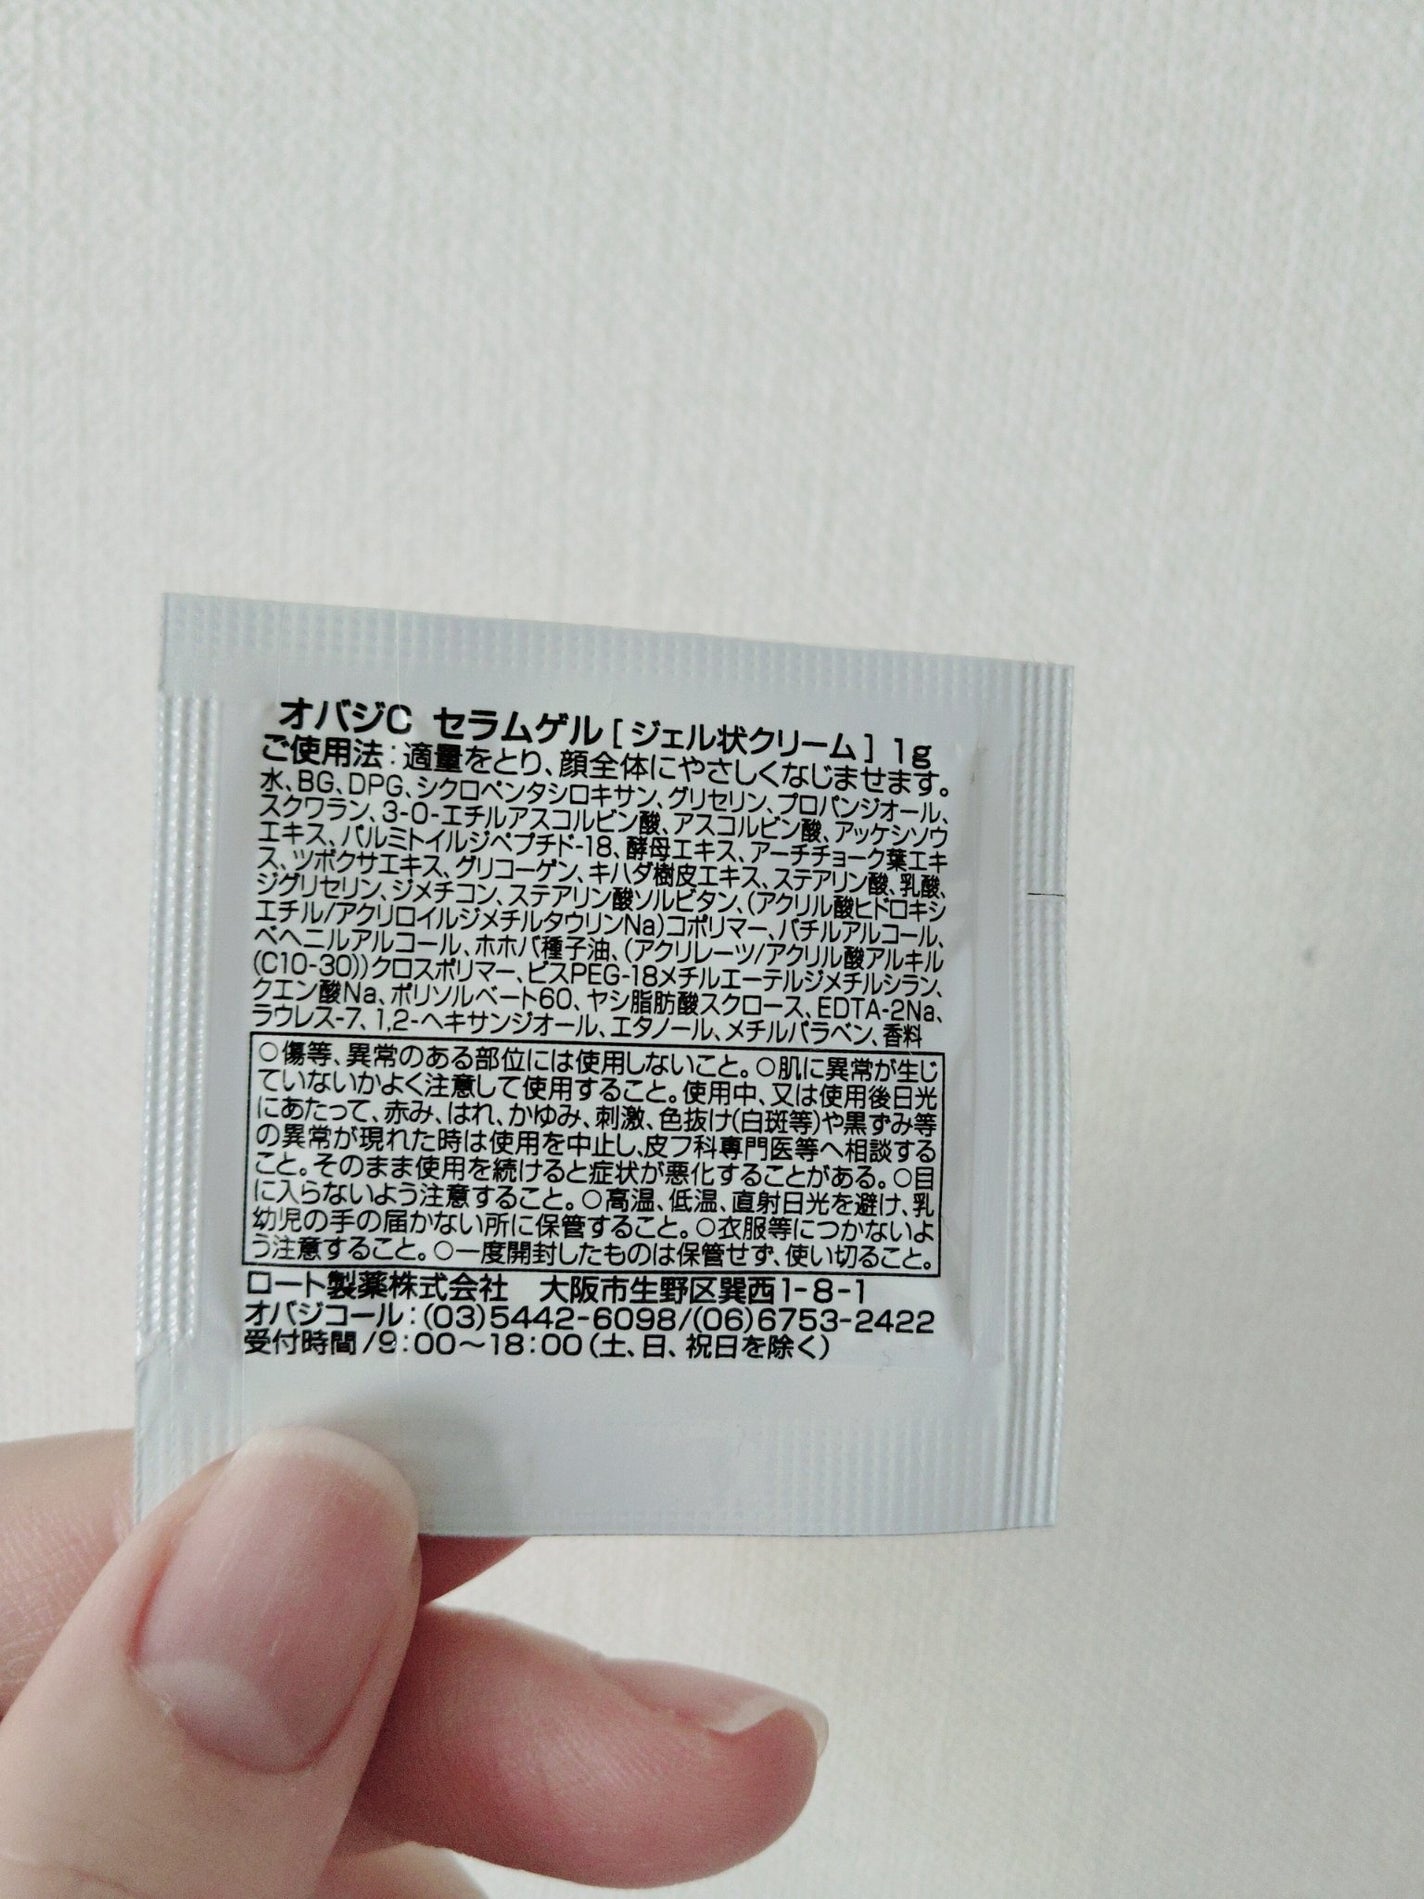 オバジC セラムゲル [ジェル状クリーム] 1g
ご使用法:適量をとり、顔全体にやさしくなじませます。
水、BG、DPG、シクロペンタシロキサン、グリセリン、プロパンジオール、
スクワラン、3-O-エチルアスコルビン酸、アスコルビン酸、アッケシソウ
エキス、パルミトイルジペプチド-18、酵母エキス、アーチチョーク葉エキ
ス、ツボクサエキス、グリコーゲン、キハダ樹皮エキス、ステアリン酸、乳酸、
ジグリセリン、ジメチコン、ステアリン酸ソルビタン、(アクリル酸ヒドロキシ
エチル/アクリロイルジメチルタウリンNa)コポリマー、バチルアルコール、
ベヘニルアルコール、ホホバ種子油、(アクリレーツ/アクリル酸アルキル
(C10-30))クロスポリマー、ビスPEG-18メチルエーテルジメチルシラン、
クエン酸Na、ポリソルベート60、ヤシ脂肪酸スクロース、EDTA-2Na、
ラウレス-7、1,2-ヘキサンジオール、エタノール、メチルパラベン、香料
○傷等、異常のある部位には使用しないこと。○肌に異常が生じ
ていないかよく注意して使用すること。使用中、又は使用後日光
にあたって、赤み、はれ、かゆみ、刺激、色抜け(白斑等)や黒ずみ等
の異常が現れた時は使用を中止し、皮フ科専門医等へ相談する
こと。そのまま使用を続けると症状が悪化することがある。○目
に入らないよう注意すること。○高温、低温、直射日光を避け、乳
幼児の手の届かない所に保管すること。○衣服等につかないよ
う注意すること。○一度開封したものは保管せず、使い切ること。
ロート製薬株式会社 大阪市生野区巽西1-8-1
オバジコール:(03)5442-6098/(06)6753-2422
受付時間/9:00～18:00(土、日、祝日を除く)